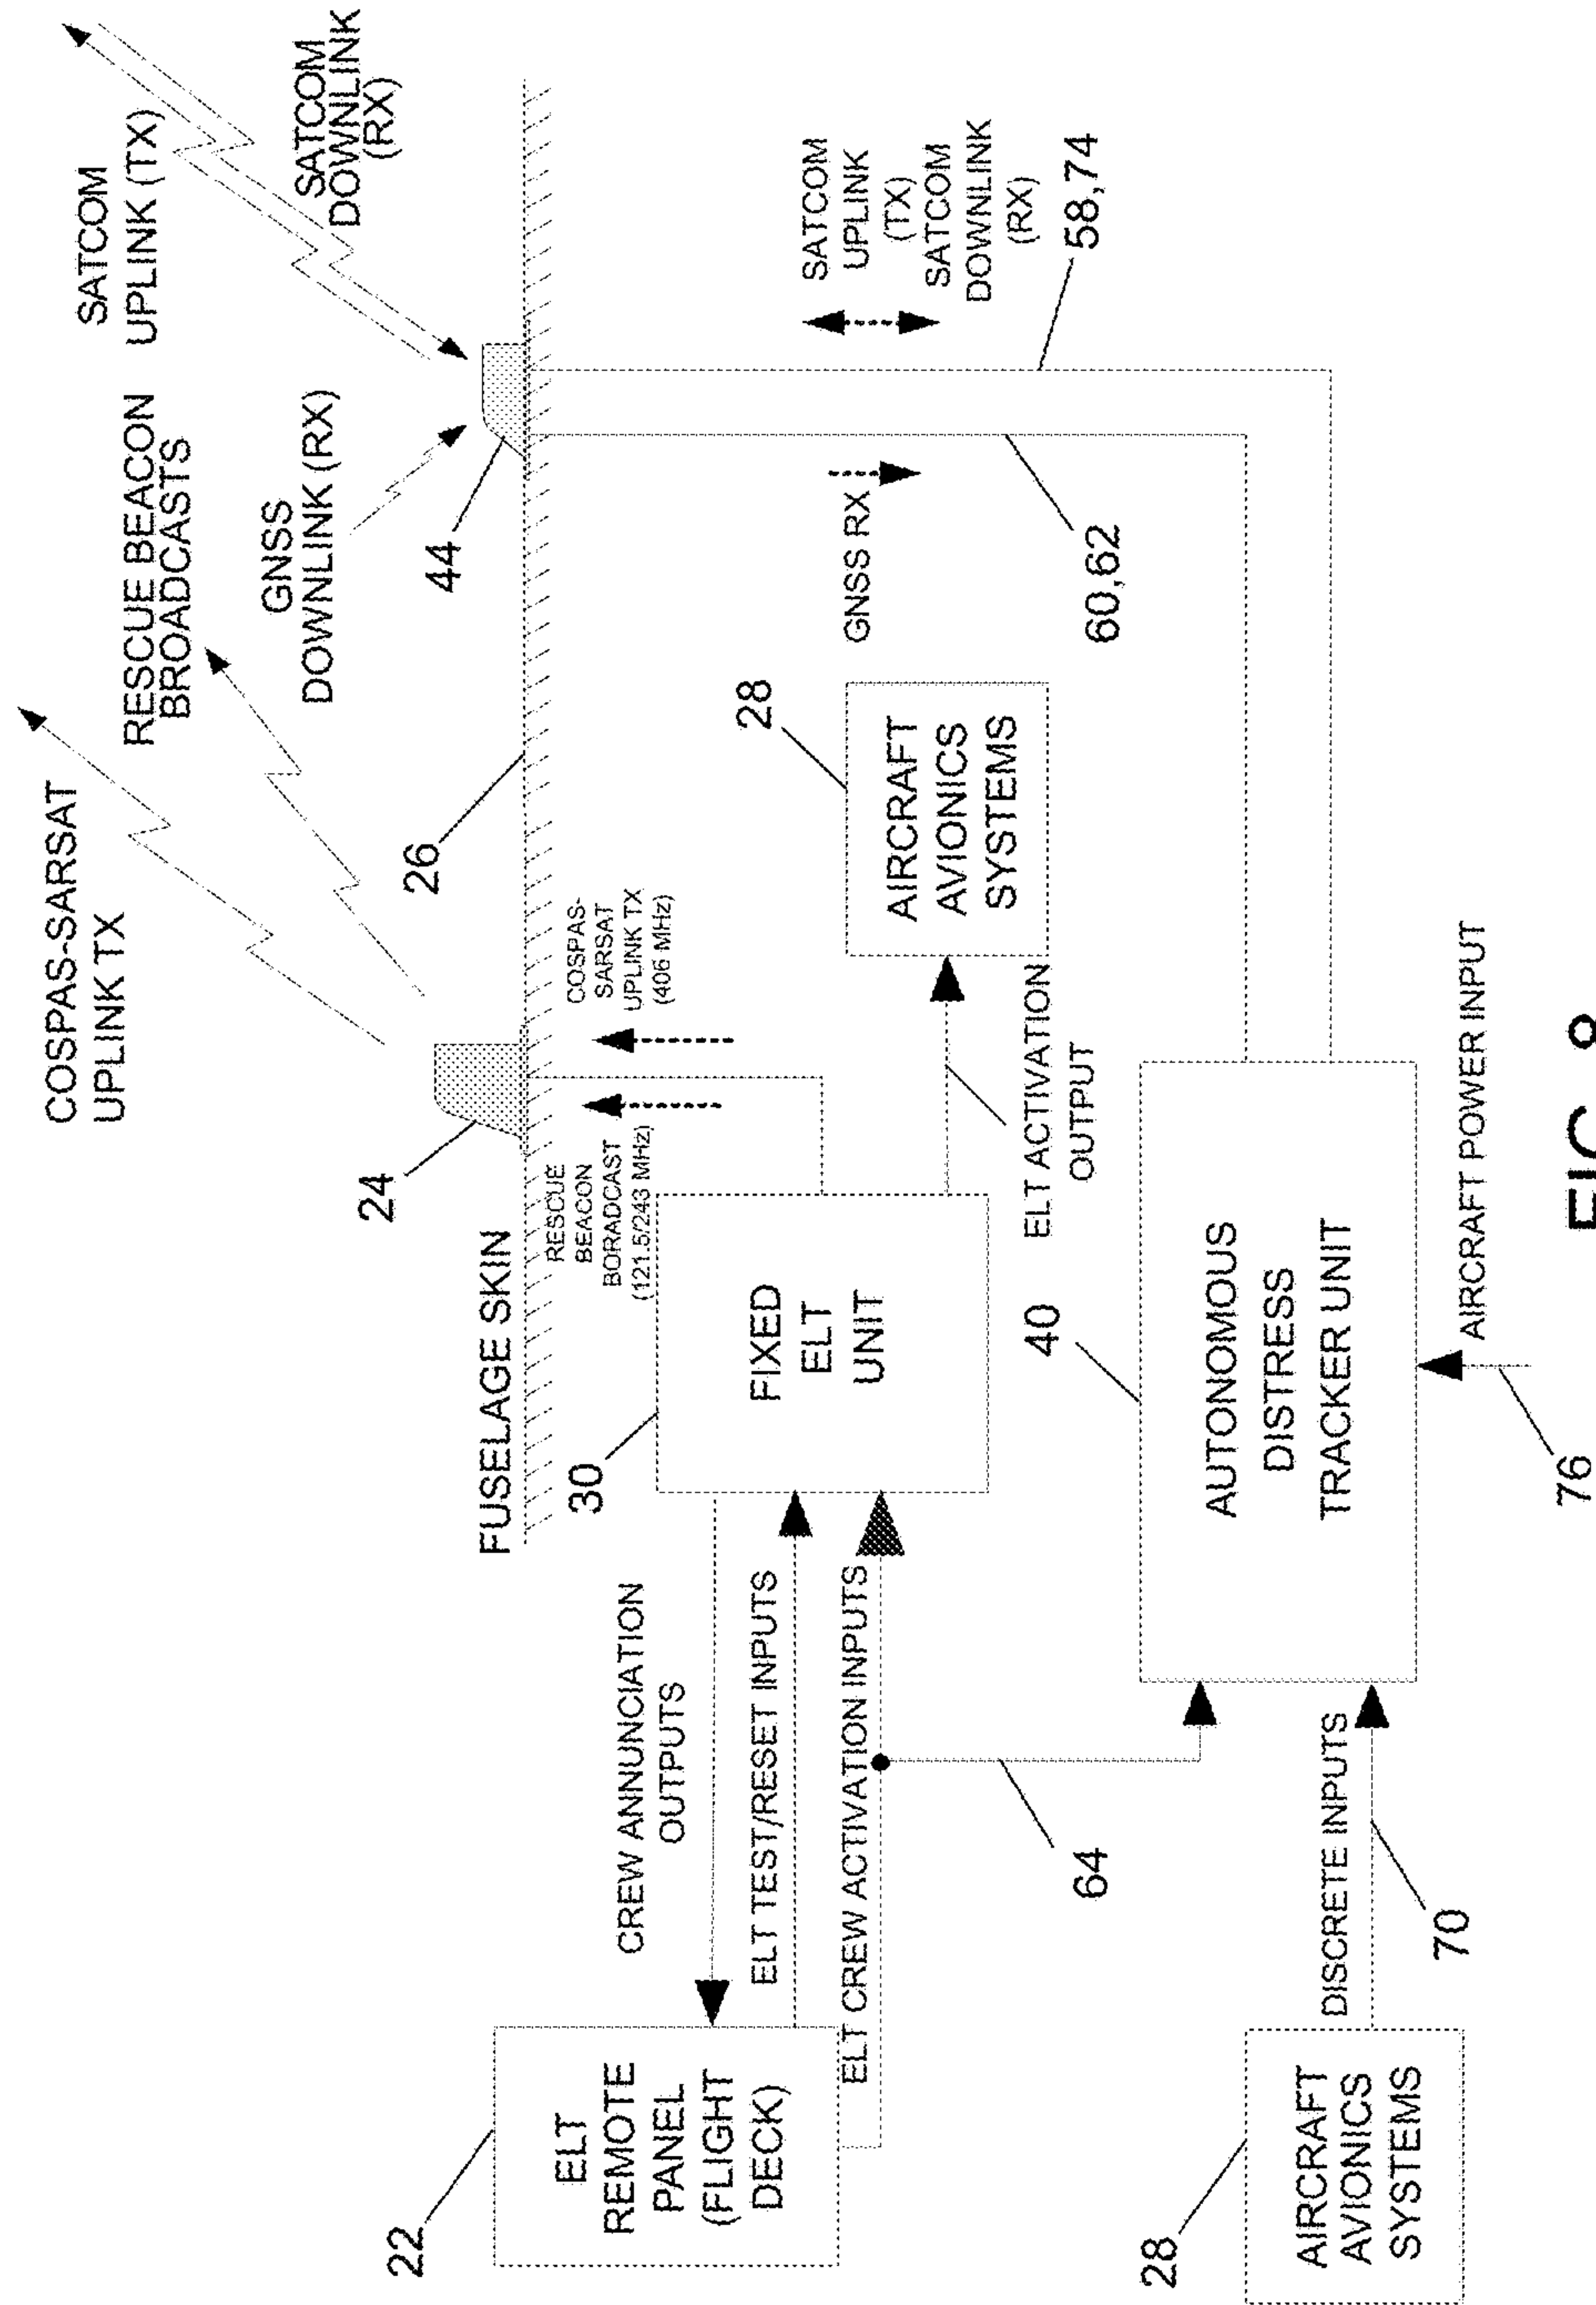 COSPAS-SARSAT
UPLINK TX
RESCUE BEACON
BROADCASTS
SATCOM
UPLINK (TX)
GNSS
DOWNLINK (RX)
SATCOM
DOWNLINK
(RX)
24
26
44
FUSELAGE SKIN
RESCUE
BEACON
BORADCAST
(121.5/243 MHz)
COSPAS-
SARSAT
UPLINK TX
(406 MHz)
22
ELT
REMOTE
PANEL
(FLIGHT
DECK)
CREW ANNUNCIATION
OUTPUTS
ELT TEST/RESET INPUTS
ELT CREW ACTIVATION INPUTS
30
FIXED
ELT
UNIT
28
AIRCRAFT
AVIONICS
SYSTEMS
ELT ACTIVATION
OUTPUT
GNSS RX
60,62
SATCOM
UPLINK
(TX)
SATCOM
DOWNLINK
(RX)
58,74
64
28
AIRCRAFT
AVIONICS
SYSTEMS
DISCRETE INPUTS
70
40
AUTONOMOUS
DISTRESS
TRACKER UNIT
AIRCRAFT POWER INPUT
76